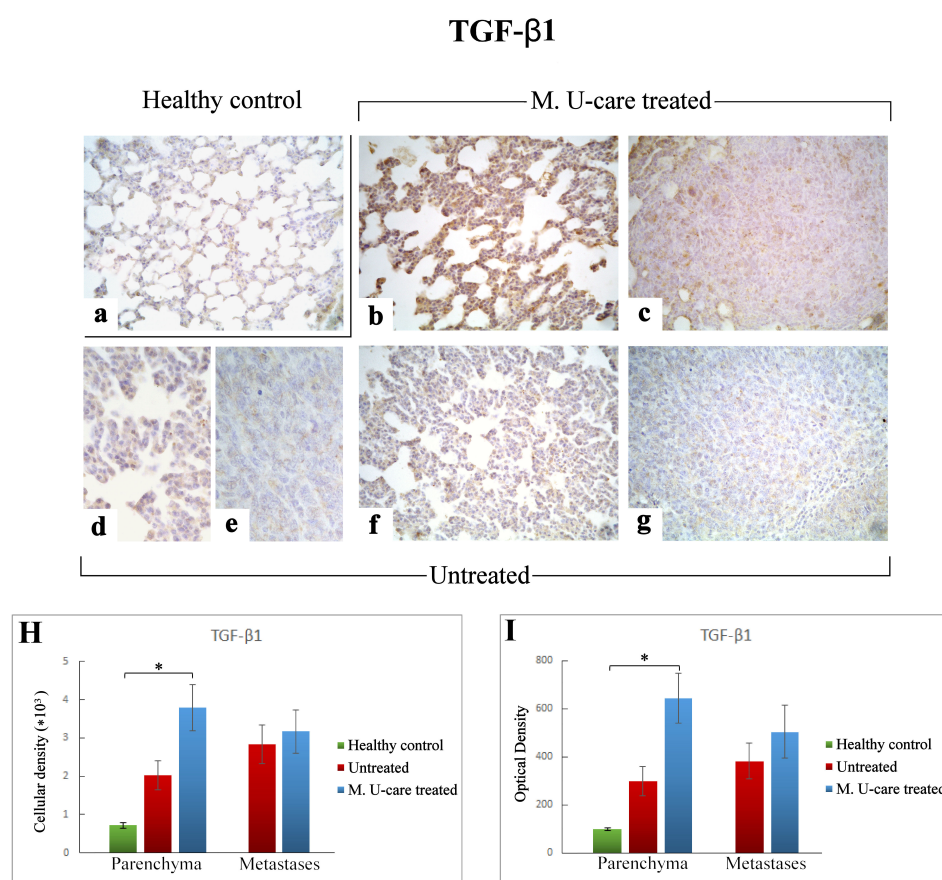 TGF-β1
Healthy control
M. U-care treated
a
b
c
d
e
f
g
Untreated
H
TGF-β1
Cellular density (*10³)
5
4
3
2
1
0
*
Parenchyma
Metastases
Healthy control
Untreated
M. U-care treated
I
TGF-β1
Optical Density
800
600
400
200
0
*
Parenchyma
Metastases
Healthy control
Untreated
M. U-care treated